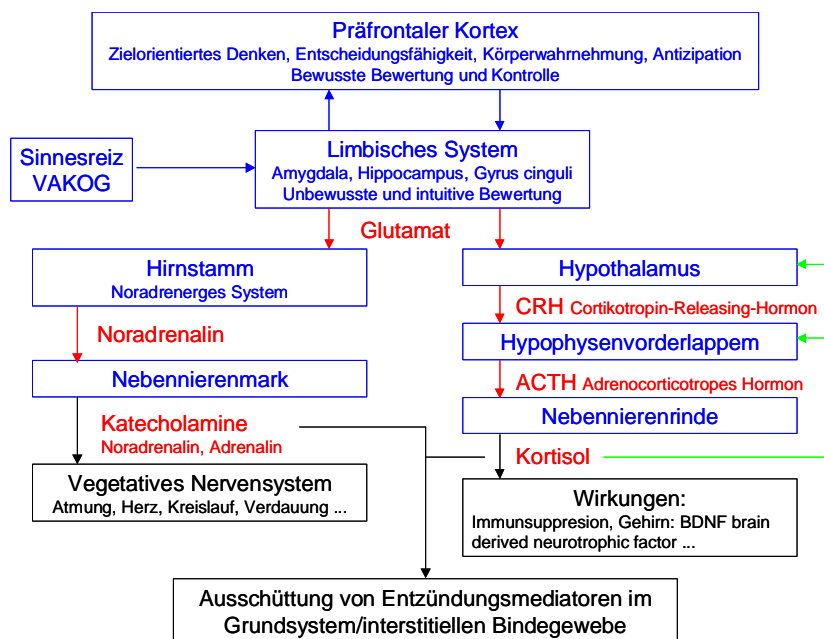 Präfrontaler Kortex
Zielorientiertes Denken, Entscheidungsfähigkeit, Körperwahrnehmung, Antizipation
Bewusste Bewertung und Kontrolle
Sinnesreiz
VAKOG
Limbisches System
Amygdala, Hippocampus, Gyrus cinguli
Unbewusste und intuitive Bewertung
Glutamat
Hirnstamm
Noradrenerges System
Hypothalamus
Noradrenalin
CRH Cortikotropin-Releasing-Hormon
Hypophysenvorderlappem
Nebennierenmark
ACTH Adrenocorticotropes Hormon
Nebennierenrinde
Katecholamine
Noradrenalin, Adrenalin
Kortisol
Vegetatives Nervensystem
Atmung, Herz, Kreislauf, Verdauung ...
Wirkungen:
Immunsuppresion, Gehirn: BDNF brain
derived neurotrophic factor ...
Ausschüttung von Entzündungsmediatoren im
Grundsystem/interstitiellen Bindegewebe